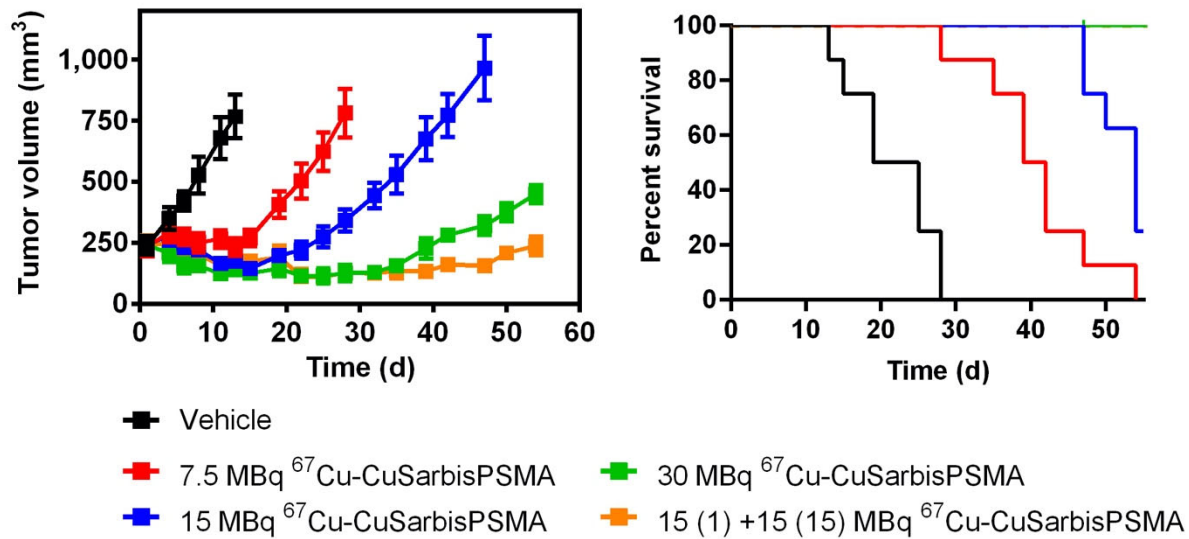 Tumor volume (mm³)
1,000
750
500
250
0
0 10 20 30 40 50 60
Time (d)
Percent survival
100
80
60
40
20
0
0 10 20 30 40 50
Time (d)
Vehicle
7.5 MBq ⁶⁷Cu-CuSarbisPSMA
15 MBq ⁶⁷Cu-CuSarbisPSMA
30 MBq ⁶⁷Cu-CuSarbisPSMA
15 (1) +15 (15) MBq ⁶⁷Cu-CuSarbisPSMA